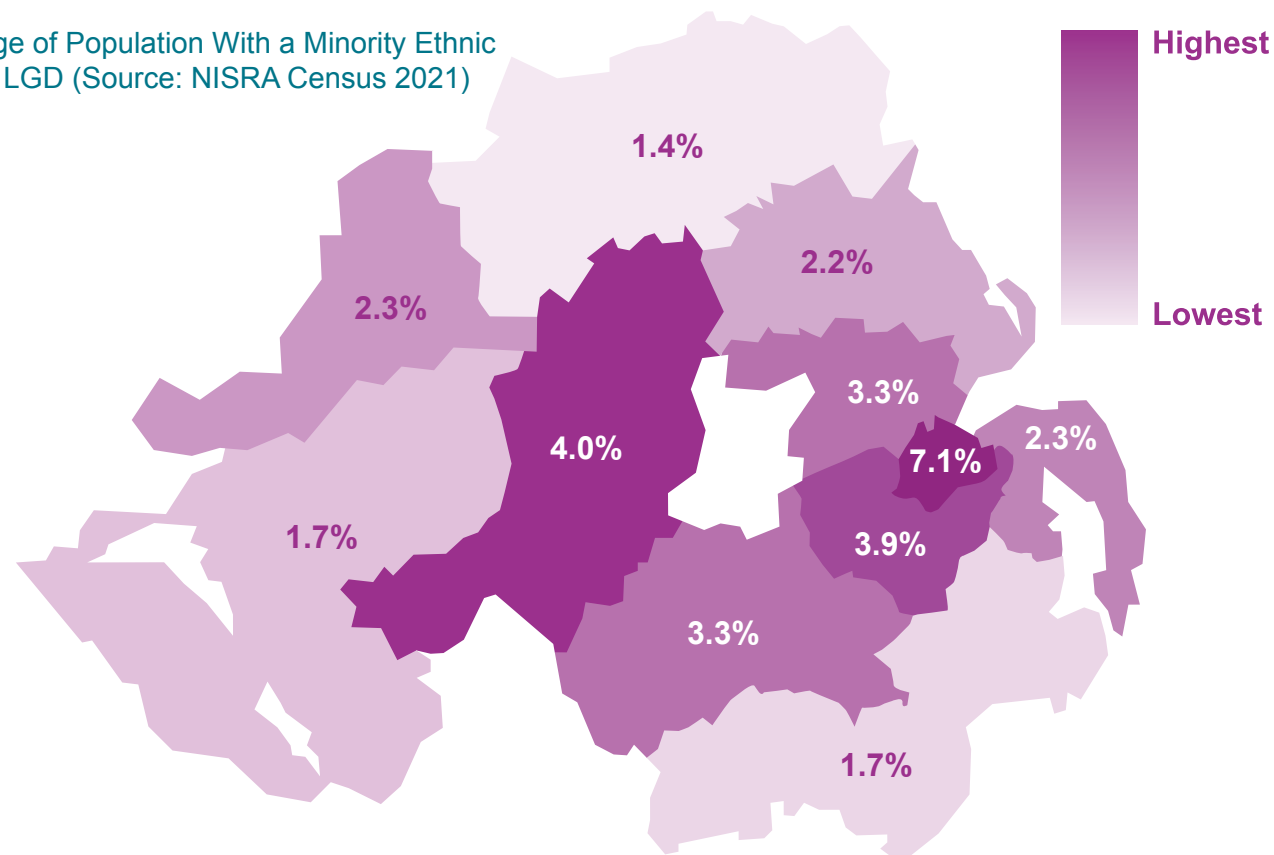 ge of Population With a Minority Ethnic
LGD (Source: NISRA Census 2021)
Highest
1.4%
2.2%
2.3%
Lowest
3.3%
2.3%
4.0%
7.1%
1.7%
3.9%
3.3%
1.7%